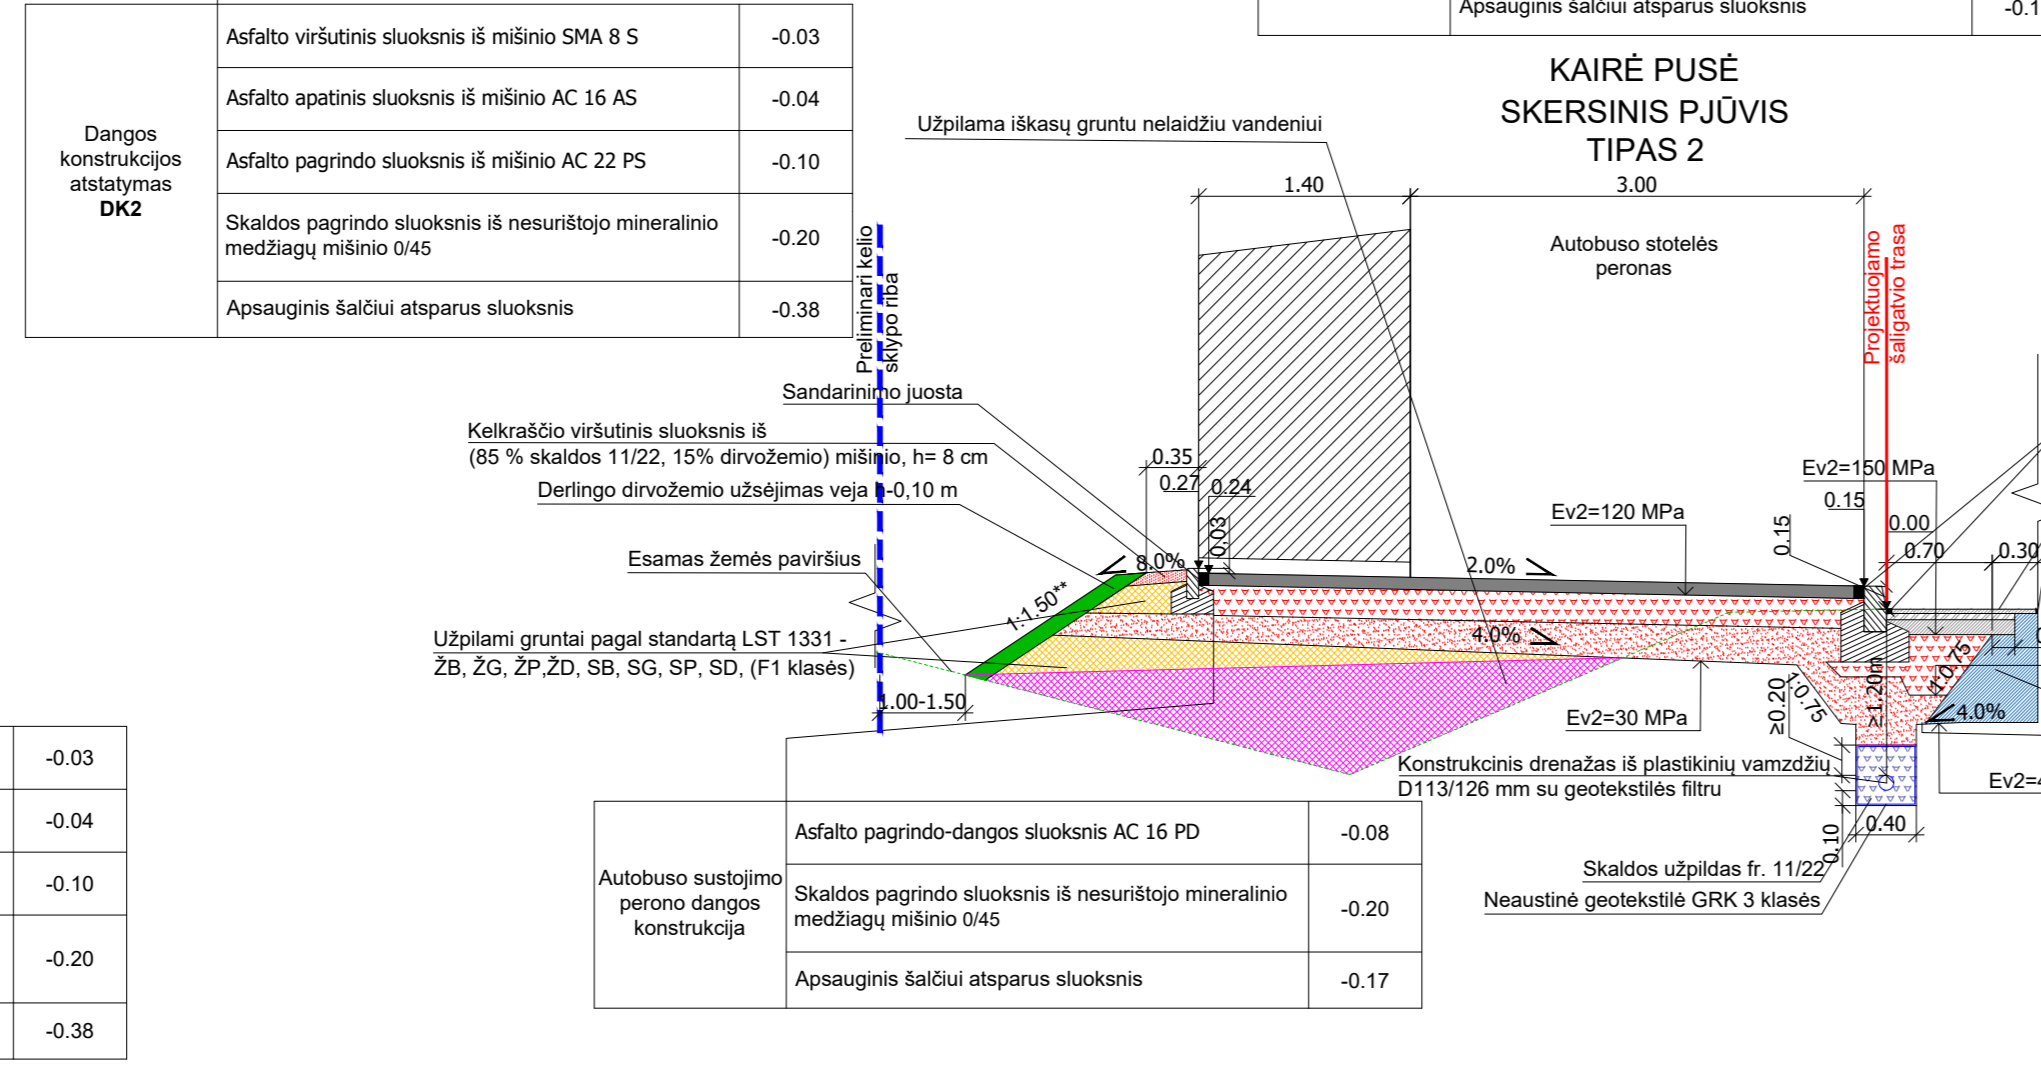 Asfalto viršutinis sluoksnis iš mišinio SMA 8 S
-0.03
Asfalto apatinis sluoksnis iš mišinio AC 16 AS
-0.04
Dangos
konstrukcijos
atstatymas
DK2
Asfalto pagrindo sluoksnis iš mišinio AC 22 PS
-0.10
Skaldos pagrindo sluoksnis iš nesurištojo mineralinio
medžiagų mišinio 0/45
-0.20
Apsauginis šalčiui atsparus sluoksnis
-0.38
Apsauginis šalčiui atsparus sluoksnis
-0.1
KAIRĖ PUSĖ
SKERSINIS PJŪVIS
TIPAS 2
Užpilama iškasų gruntu nelaidžiu vandeniui
1.40
3.00
Autobuso stotelės
peronas
Preliminari kelio
sklypo riba
Projektuojamo
šaligatvio trasa
Sandarinimo juosta
Kelkraščio viršutinis sluoksnis iš
(85 % skaldos 11/22, 15% dirvožemio) mišinio, h= 8 cm
Derlingo dirvožemio užsėjimas veja h-0,10 m
Esamas žemės paviršius
Užpilami gruntai pagal standartą LST 1331 -
ŽB, ŽG, ŽP,ŽD, SB, SG, SP, SD, (F1 klasės)
0.35
0.27
0.24
0,03
8.0%
1:1.50**
1.00-1.50
Ev2=120 MPa
Ev2=150 MPa
0.15
0.15
0.00
0.70
0.30
2.0%
4.0%
Ev2=30 MPa
≥0.20
1:0.75
≥1.20m
1:0.75
4.0%
Ev2=4
Konstrukcinis drenažas iš plastikinių vamzdžių
D113/126 mm su geotekstilės filtru
0.10
0.40
Skaldos užpildas fr. 11/22
Neaustinė geotekstilė GRK 3 klasės
-0.03
-0.04
-0.10
-0.20
-0.38
Autobuso sustojimo
perono dangos
konstrukcija
Asfalto pagrindo-dangos sluoksnis AC 16 PD
-0.08
Skaldos pagrindo sluoksnis iš nesurištojo mineralinio
medžiagų mišinio 0/45
-0.20
Apsauginis šalčiui atsparus sluoksnis
-0.17